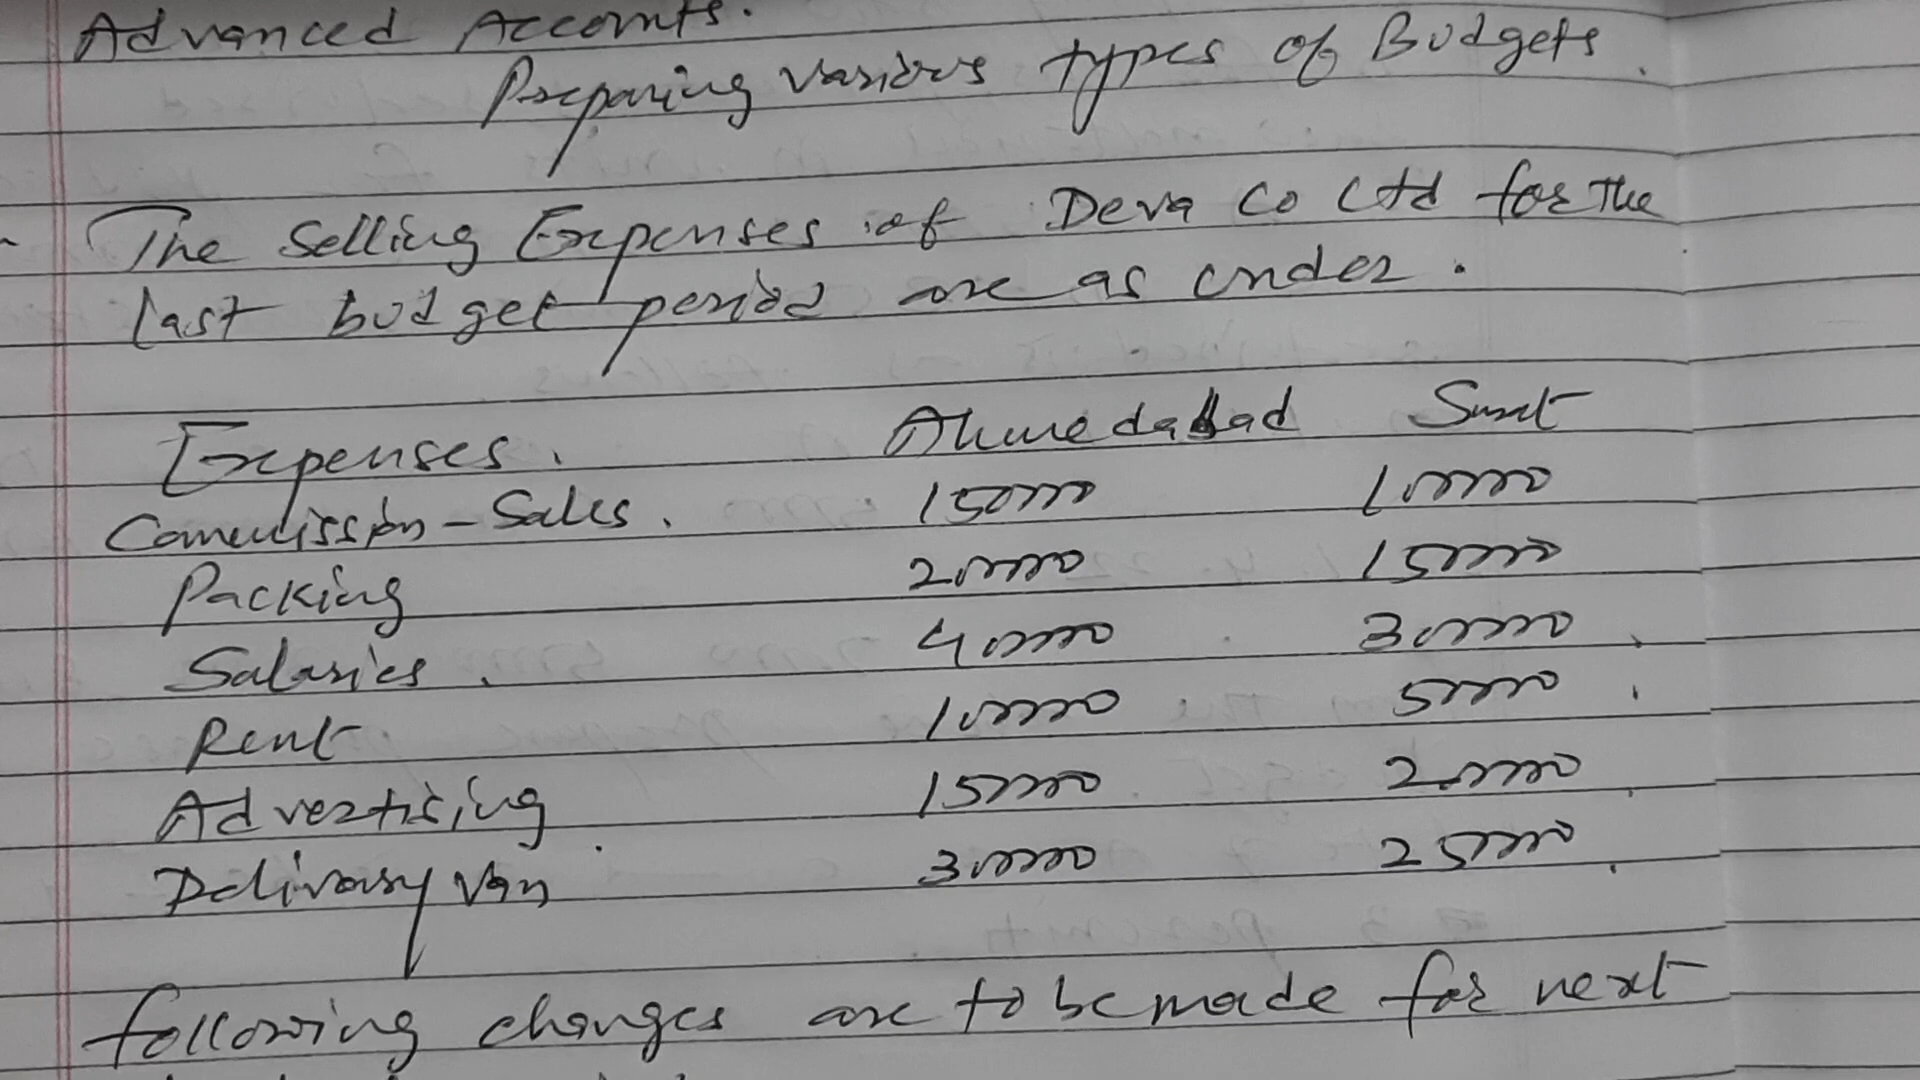 Advanced Accounts.
Preparing various types of Budgets.
The Selling Expenses of Deva Co Ltd for the
last budget period are as under.
Expenses. Ahmedabad Surat
Commission - Sales. 15000 10000
Packing 20000 15000
Salaries. 40000 30000
Rent 10000 5000
Advertising 15000 20000
Delivery Van 30000 25000
following changes are to be made for next